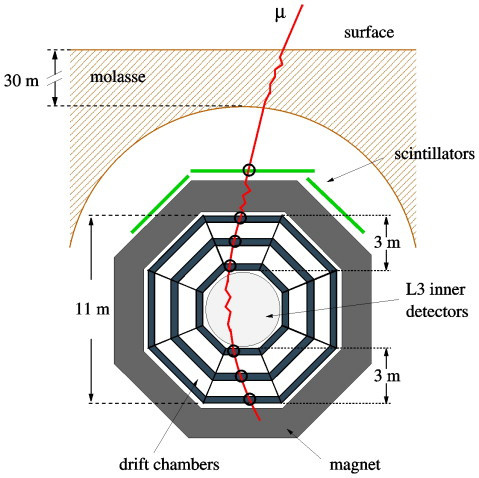 μ
surface
30 m
molasse
scintillators
3 m
11 m
L3 inner
detectors
3 m
drift chambers
magnet